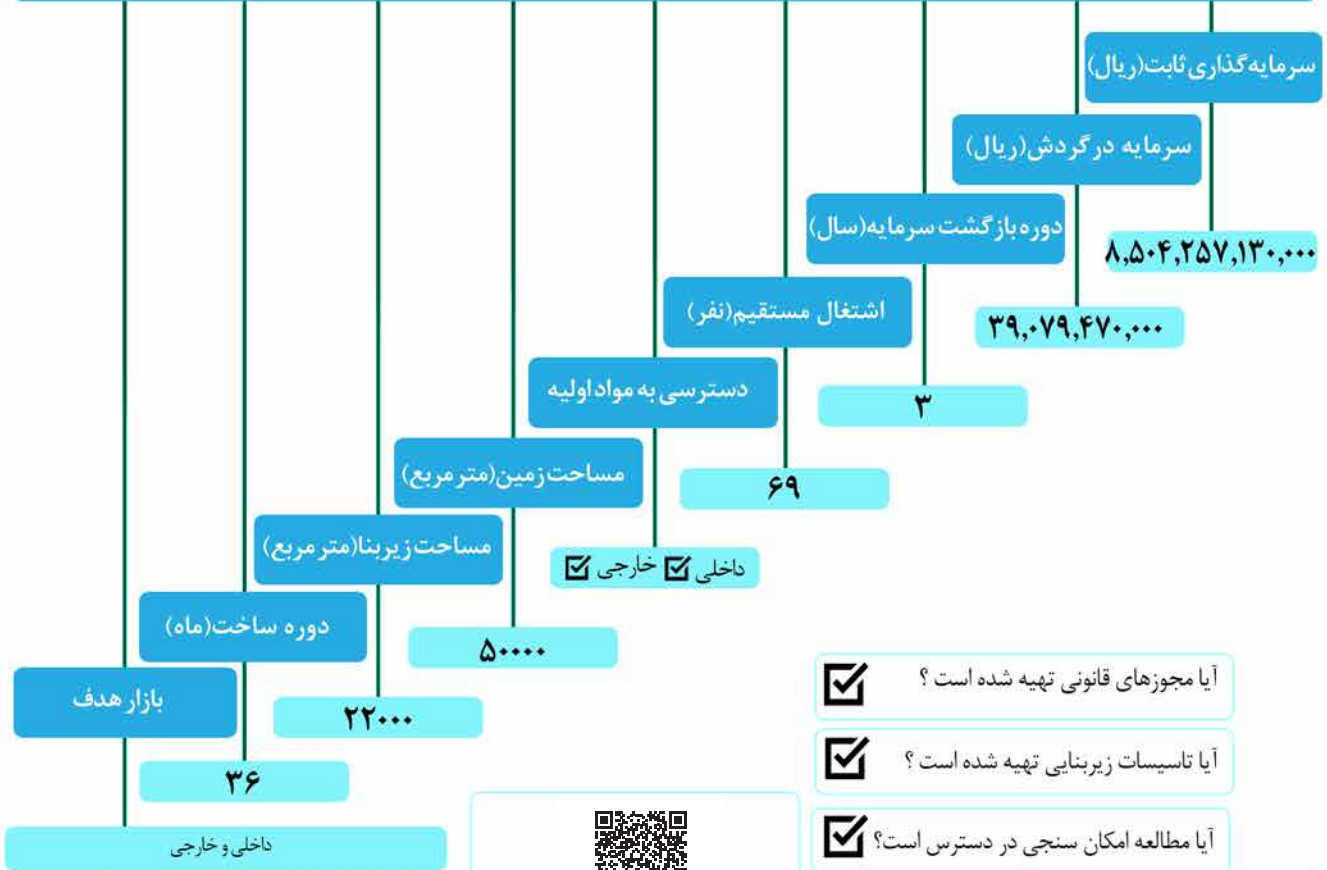 سرمایه‌گذاری ثابت(ریال)
۸,۵۰۴,۲۵۷,۱۳۰,۰۰۰
سرمایه در گردش(ریال)
۳۹,۰۷۹,۴۷۰,۰۰۰
دوره بازگشت سرمایه(سال)
۳
اشتغال مستقیم(نفر)
۶۹
دسترسی به مواد اولیه
داخلی ☑ خارجی ☑
مساحت زمین(متر مربع)
۵۰۰۰۰
مساحت زیربنا(متر مربع)
۲۲۰۰۰
دوره ساخت(ماه)
۳۶
بازار هدف
داخلی و خارجی
آیا مجوزهای قانونی تهیه شده است ؟ ☑
آیا تاسیسات زیربنایی تهیه شده است ؟ ☑
آیا مطالعه امکان سنجی در دسترس است؟ ☑